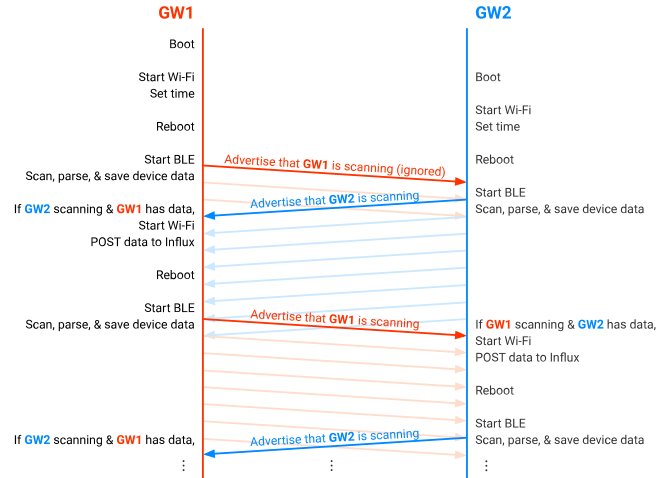 GW1
GW2
Boot
Start Wi-Fi
Boot
Set time
Start Wi-Fi
Reboot
Set time
Start BLE
Advertise that GW1 is scanning (ignored)
Reboot
Scan, parse, & save device data
Start BLE
If GW2 scanning & GW1 has data,
Advertise that GW2 is scanning
Scan, parse, & save device data
Start Wi-Fi
POST data to Influx
Reboot
Start BLE
Scan, parse, & save device data
Advertise that GW1 is scanning
If GW1 scanning & GW2 has data,
Start Wi-Fi
POST data to Influx
Reboot
Start BLE
If GW2 scanning & GW1 has data,
Advertise that GW2 is scanning
Scan, parse, & save device data